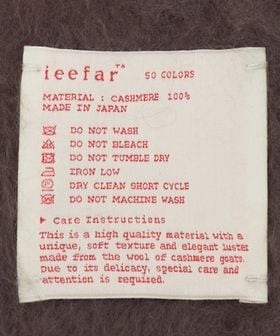 ieefar™ 50 COLORS
MATERIAL : CASHMERE 100%
MADE IN JAPAN
DO NOT WASH
DO NOT BLEACH
DO NOT TUMBLE DRY
IRON LOW
DRY CLEAN SHORT CYCLE
DO NOT MACHINE WASH
▶ Care Instructions
This is a high quality material with a
unique, soft texture and elegant luster
made from the wool of cashmere goats.
Due to its delicacy, special care and
attention is required.